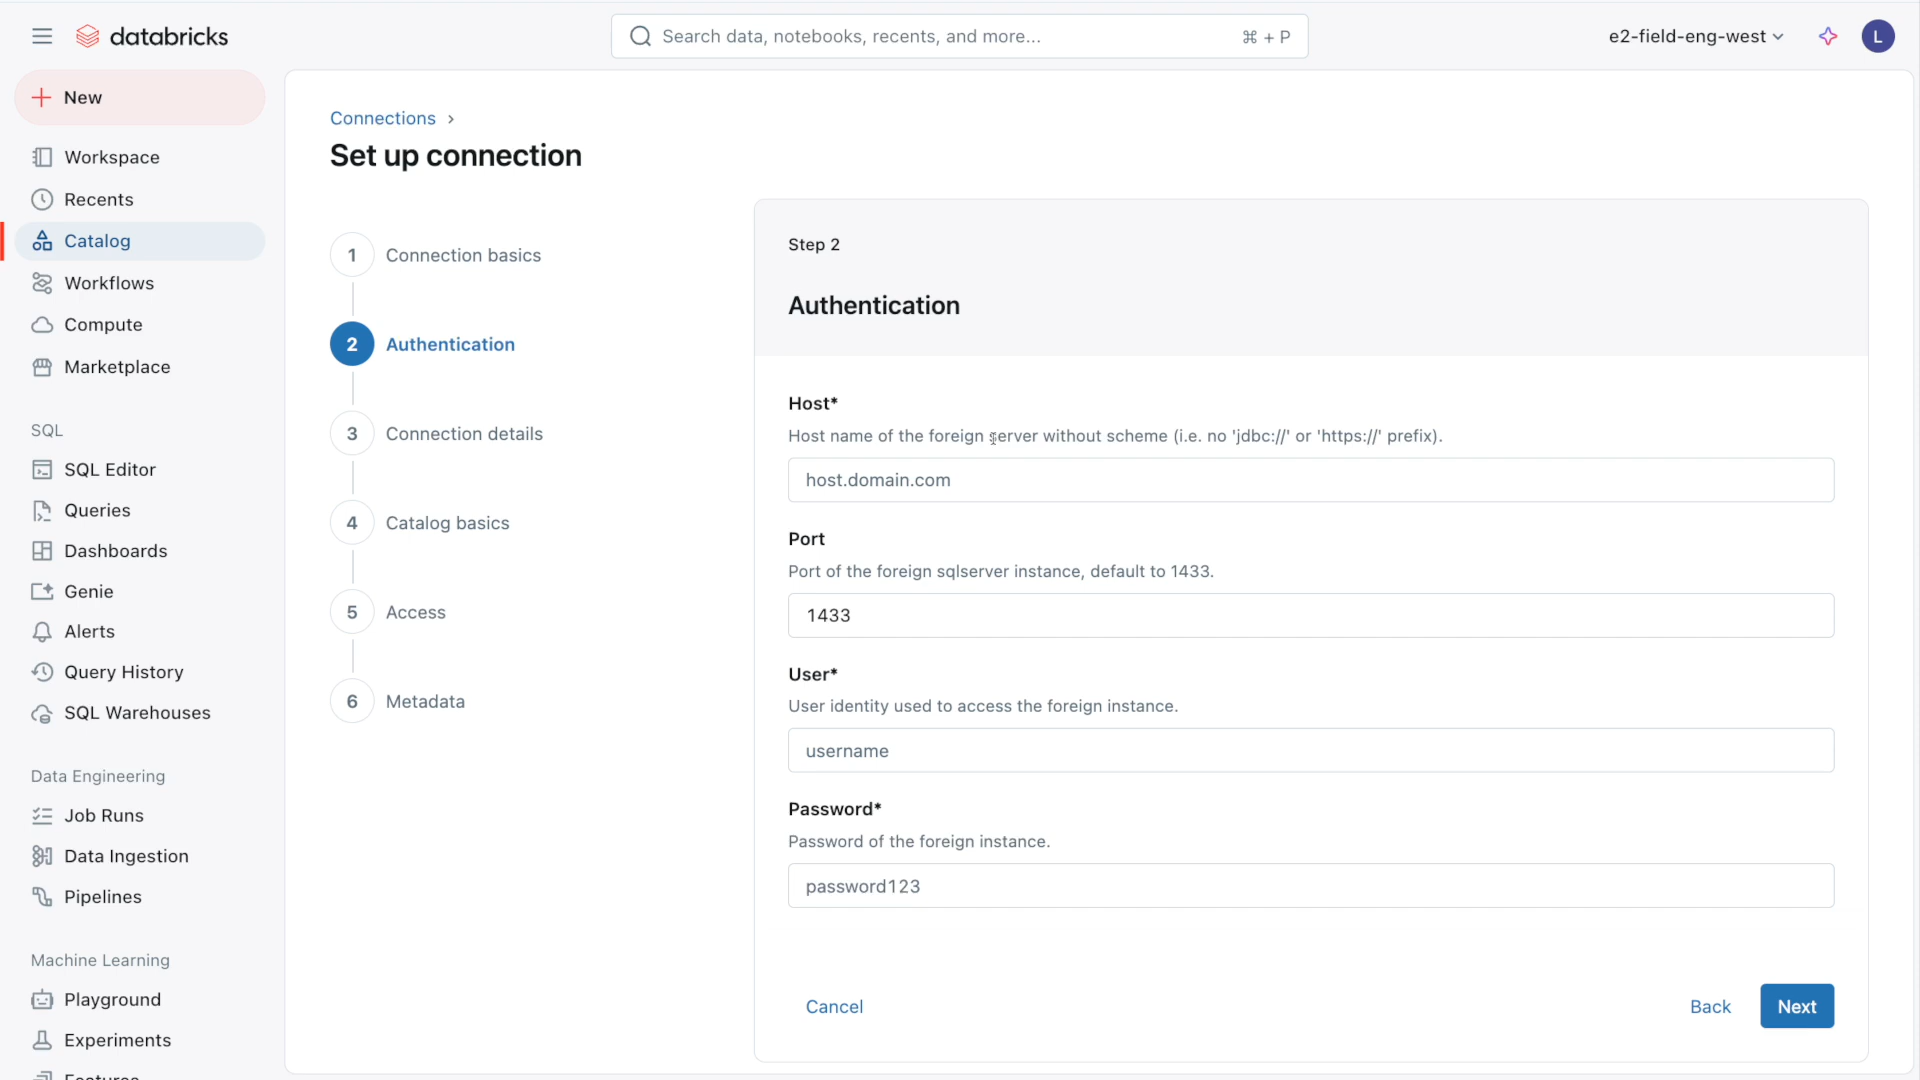 databricks
Search data, notebooks, recents, and more...
⌘ + P
e2-field-eng-west
L
New
Workspace
Recents
Catalog
Workflows
Compute
Marketplace
SQL
SQL Editor
Queries
Dashboards
Genie
Alerts
Query History
SQL Warehouses
Data Engineering
Job Runs
Data Ingestion
Pipelines
Machine Learning
Playground
Experiments
Features
Connections ›
Set up connection
1 Connection basics
2 Authentication
3 Connection details
4 Catalog basics
5 Access
6 Metadata
Step 2
Authentication
Host*
Host name of the foreign server without scheme (i.e. no 'jdbc://' or 'https://' prefix).
host.domain.com
Port
Port of the foreign sqlserver instance, default to 1433.
1433
User*
User identity used to access the foreign instance.
username
Password*
Password of the foreign instance.
password123
Cancel
Back
Next